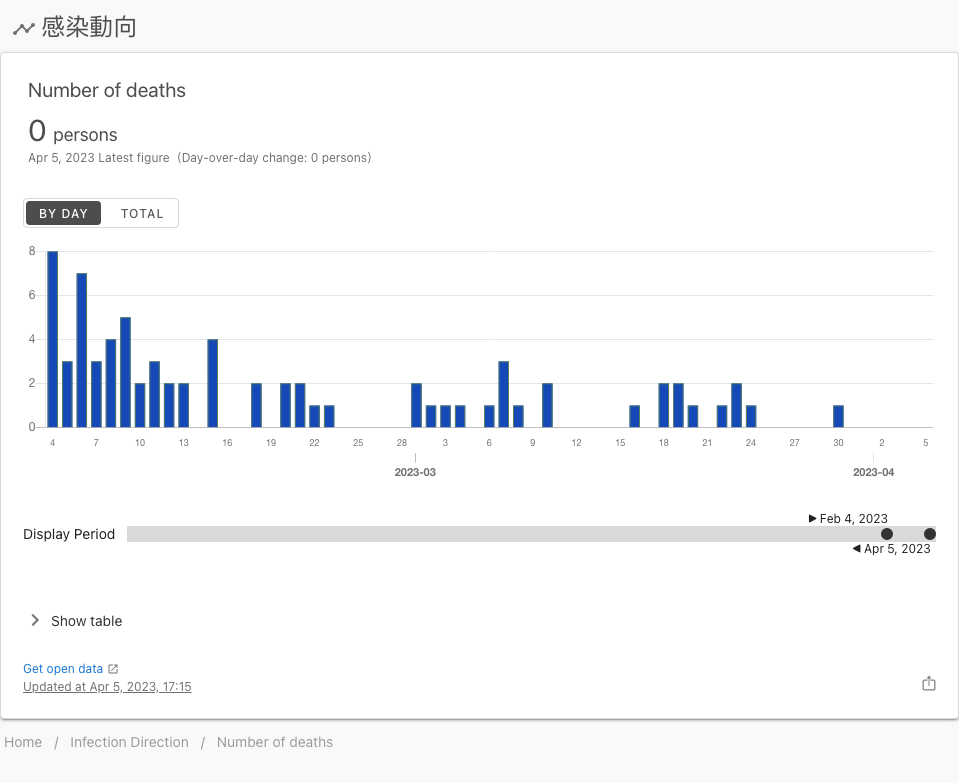 感染動向
Number of deaths
0 persons
Apr 5, 2023 Latest figure (Day-over-day change: 0 persons)
BY DAY TOTAL
8
6
4
2
0
4 7 10 13 16 19 22 25 28 3 6 9 12 15 18 21 24 27 30 2 5
2023-03 2023-04
Feb 4, 2023
Display Period
Apr 5, 2023
Show table
Get open data
Updated at Apr 5, 2023, 17:15
Home / Infection Direction / Number of deaths